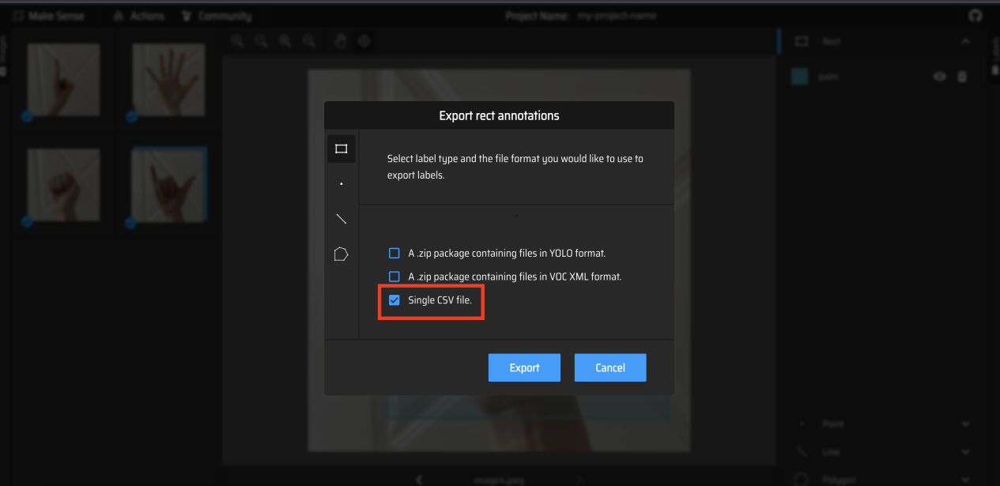 Make Sense
Actions
Community
Project Name: my-project-name
Rect
palm
Export rect annotations
Select label type and the file format you would like to use to
export labels.
A .zip package containing files in YOLO format.
A .zip package containing files in VOC XML format.
Single CSV file.
Export
Cancel
Point
Line
Polygon
image4.jpeg